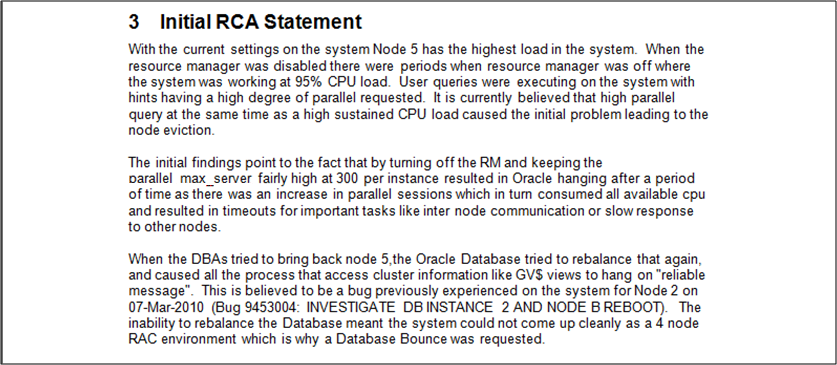 3 Initial RCA Statement
With the current settings on the system Node 5 has the highest load in the system. When the
resource manager was disabled there were periods when resource manager was off where
the system was working at 95% CPU load. User queries were executing on the system with
hints having a high degree of parallel requested. It is currently believed that high parallel
query at the same time as a high sustained CPU load caused the initial problem leading to the
node eviction.
The initial findings point to the fact that by turning off the RM and keeping the
parallel_max_server fairly high at 300 per instance resulted in Oracle hanging after a period
of time as there was an increase in parallel sessions which in turn consumed all available cpu
and resulted in timeouts for important tasks like inter node communication or slow response
to other nodes.
When the DBAs tried to bring back node 5,the Oracle Database tried to rebalance that again,
and caused all the process that access cluster information like GV$ views to hang on "reliable
message". This is believed to be a bug previously experienced on the system for Node 2 on
07-Mar-2010 (Bug 9453004: INVESTIGATE DB INSTANCE 2 AND NODE B REBOOT). The
inability to rebalance the Database meant the system could not come up cleanly as a 4 node
RAC environment which is why a Database Bounce was requested.